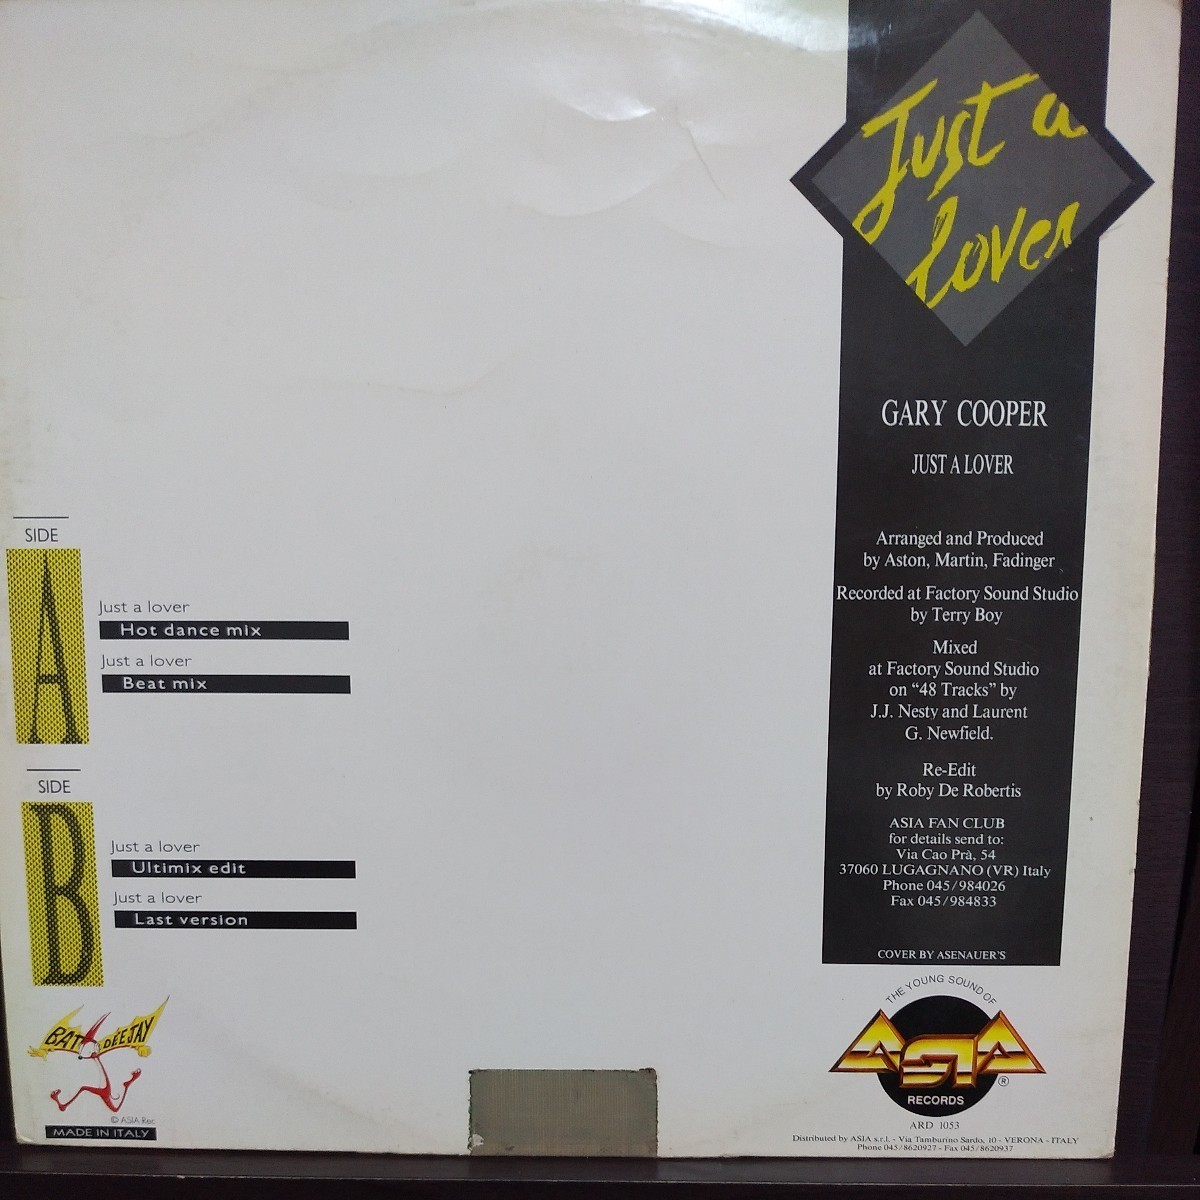 Just a
lover
GARY COOPER
JUST A LOVER
Arranged and Produced
by Aston, Martin, Fadinger
Recorded at Factory Sound Studio
by Terry Boy
Mixed
at Factory Sound Studio
on “48 Tracks” by
J.J. Nesty and Laurent
G. Newfield.
Re-Edit
by Roby De Robertis
ASIA FAN CLUB
for details send to:
Via Cao Prà, 54
37060 LUGAGNANO (VR) Italy
Phone 045/984026
Fax 045/984833
COVER BY ASENAUER'S
SIDE
A
Just a lover
Hot dance mix
Just a lover
Beat mix
SIDE
B
Just a lover
Ultimix edit
Just a lover
Last version
BAT DEEJAY
© ASIA Rec
MADE IN ITALY
THE YOUNG SOUND OF
ASIA ®
RECORDS
ARD 1053
Distributed by ASIA s.r.l. - Via Tamburino Sardo, 10 - VERONA - ITALY
Phone 045/8620927 - Fax 045/8620937